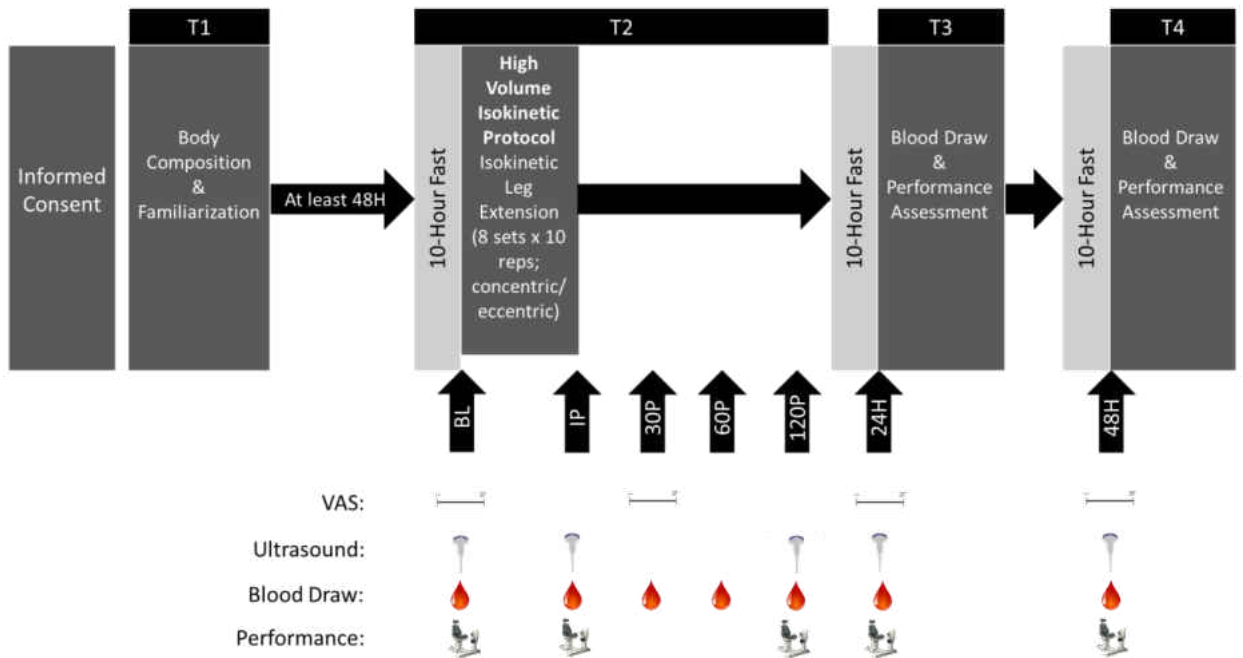 T1
T2
T3
T4
Informed
Consent
Body
Composition
&
Familiarization
At least 48H
10-Hour Fast
High
Volume
Isokinetic
Protocol
Isokinetic
Leg
Extension
(8 sets x 10
reps;
concentric/
eccentric)
10-Hour Fast
Blood Draw
&
Performance
Assessment
10-Hour Fast
Blood Draw
&
Performance
Assessment
BL
IP
30P
60P
120P
24H
48H
VAS:
Ultrasound:
Blood Draw:
Performance: